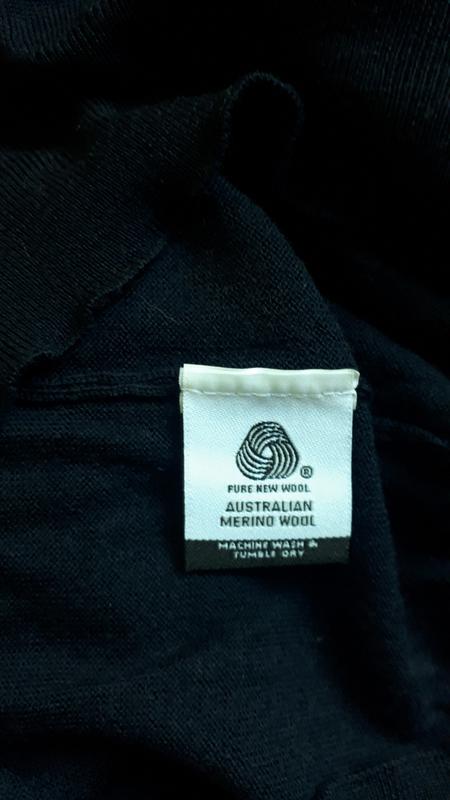 ®
PURE NEW WOOL
AUSTRALIAN
MERINO WOOL
MACHINE WASH &
TUMBLE DRY